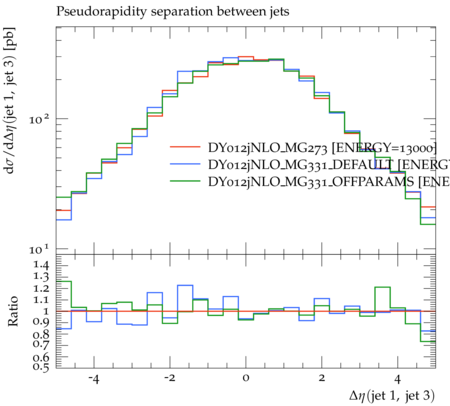 Pseudorapidity separation between jets
dσ/dΔη(jet 1, jet 3) [pb]
10²
DY012jNLO_MG273 [ENERGY=13000]
DY012jNLO_MG331_DEFAULT [ENERGY
DY012jNLO_MG331_OFFPARAMS [ENE
10¹
Ratio
1.4
1.3
1.2
1.1
1
0.9
0.8
0.7
0.6
0.5
-4 -2 0 2 4
Δη(jet 1, jet 3)